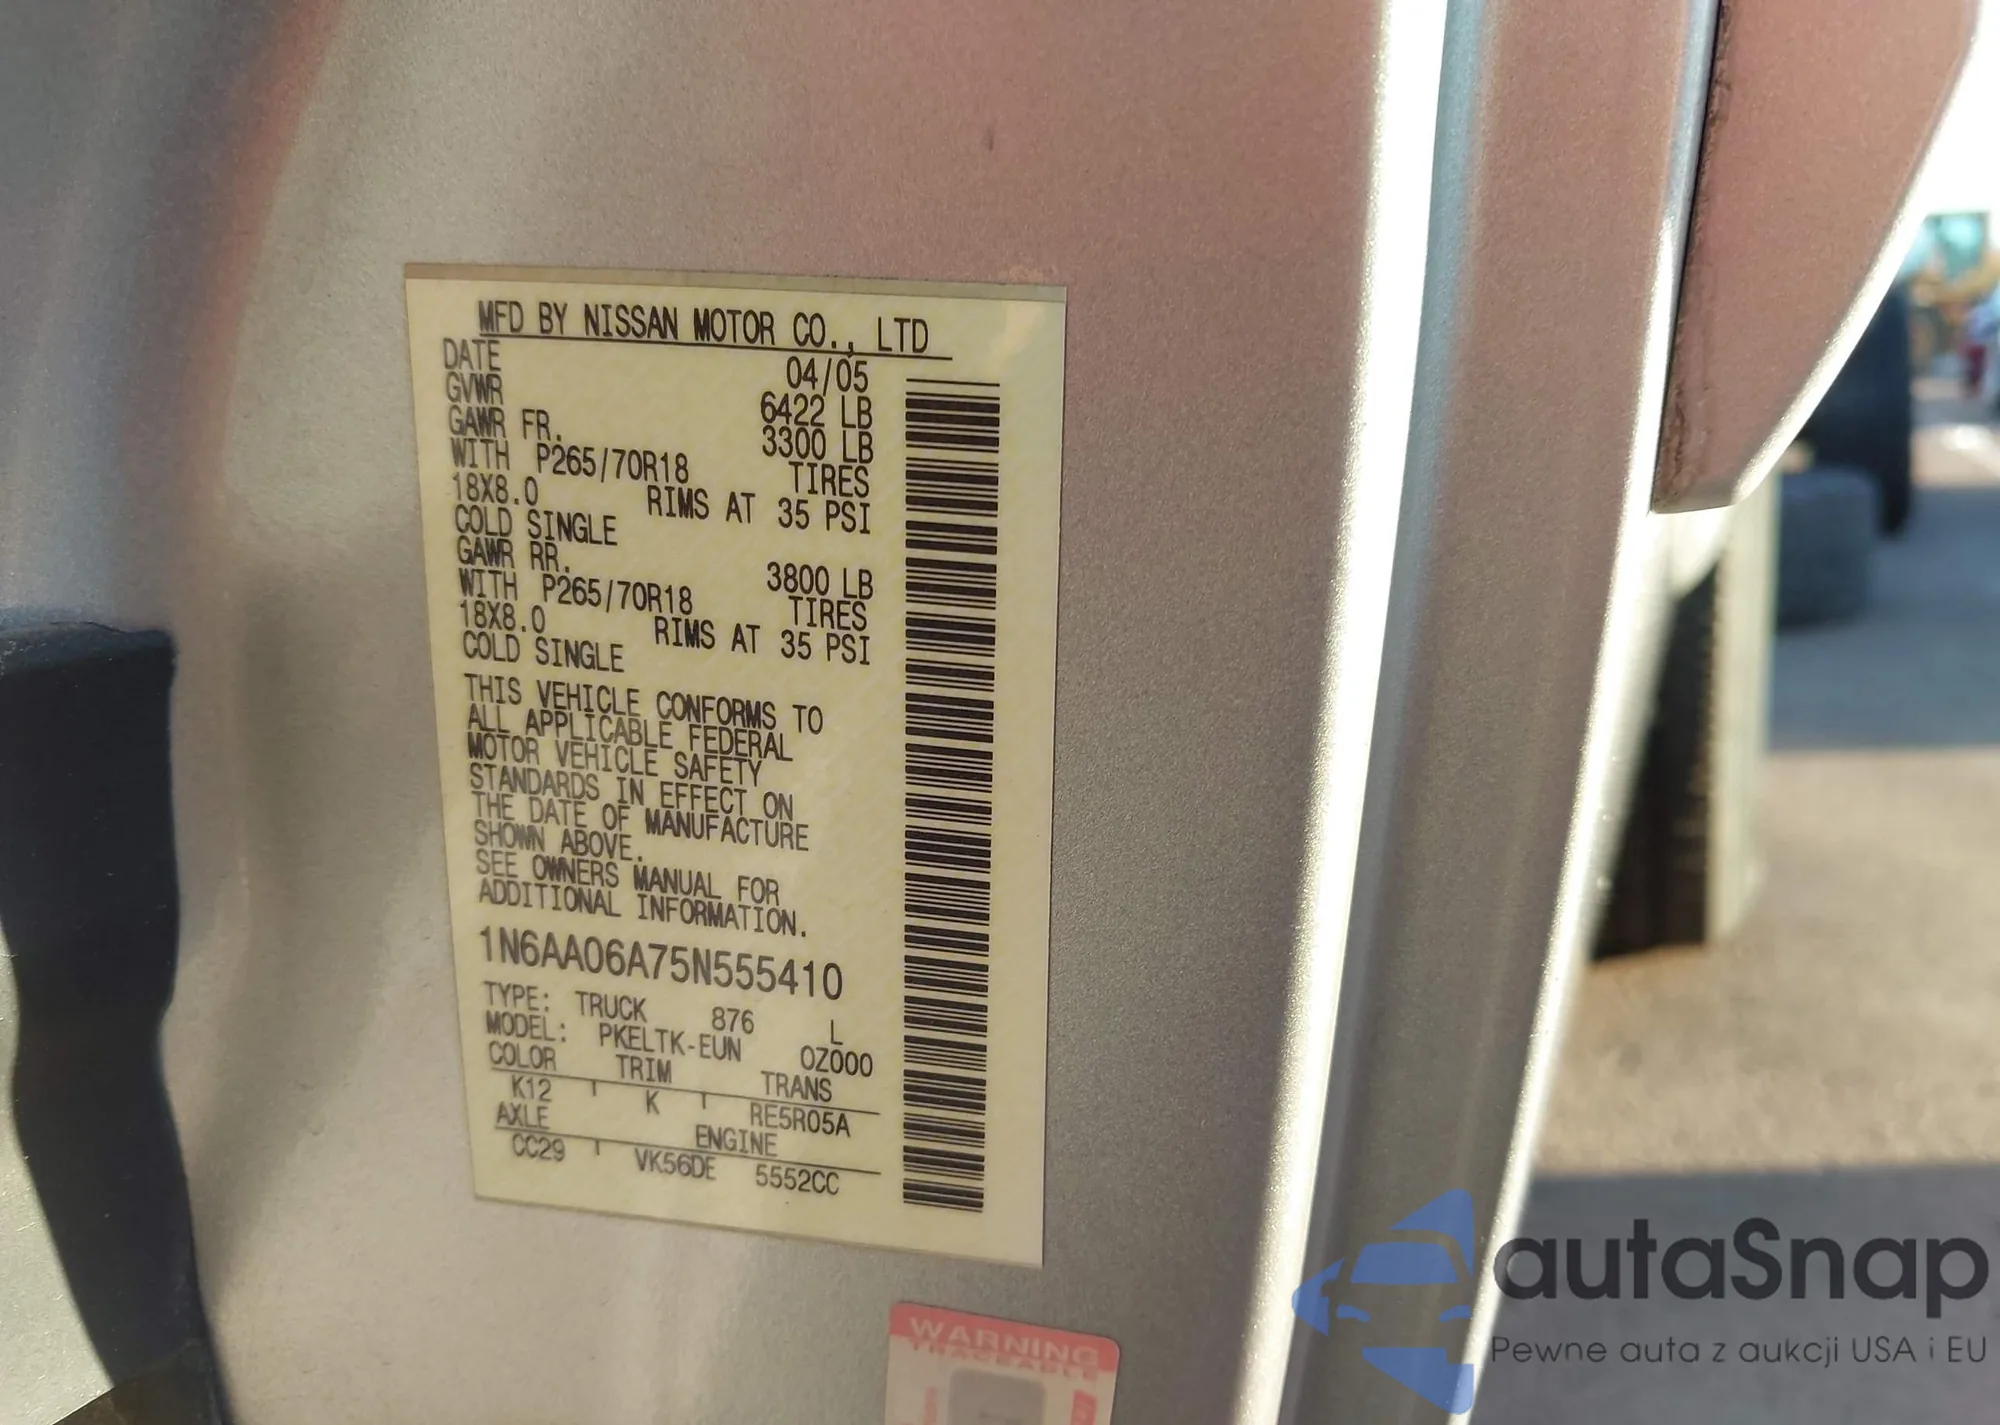 MFD BY NISSAN MOTOR CO., LTD
DATE 04/05
GVWR 6422 LB
GAWR FR. 3300 LB
WITH P265/70R18 TIRES
18X8.0 RIMS AT 35 PSI
COLD SINGLE
GAWR RR. 3800 LB
WITH P265/70R18 TIRES
18X8.0 RIMS AT 35 PSI
COLD SINGLE
THIS VEHICLE CONFORMS TO
ALL APPLICABLE FEDERAL
MOTOR VEHICLE SAFETY
STANDARDS IN EFFECT ON
THE DATE OF MANUFACTURE
SHOWN ABOVE.
SEE OWNERS MANUAL FOR
ADDITIONAL INFORMATION.
1N6AA06A75N555410
TYPE: TRUCK 876 L
MODEL: PKELTK-EUN 0Z000
COLOR TRIM TRANS
K12 K RE5R05A
AXLE ENGINE
CC29 VK56DE 5552CC
WARNING
TRACEABLE
autaSnap
Pewne auta z aukcji USA i EU